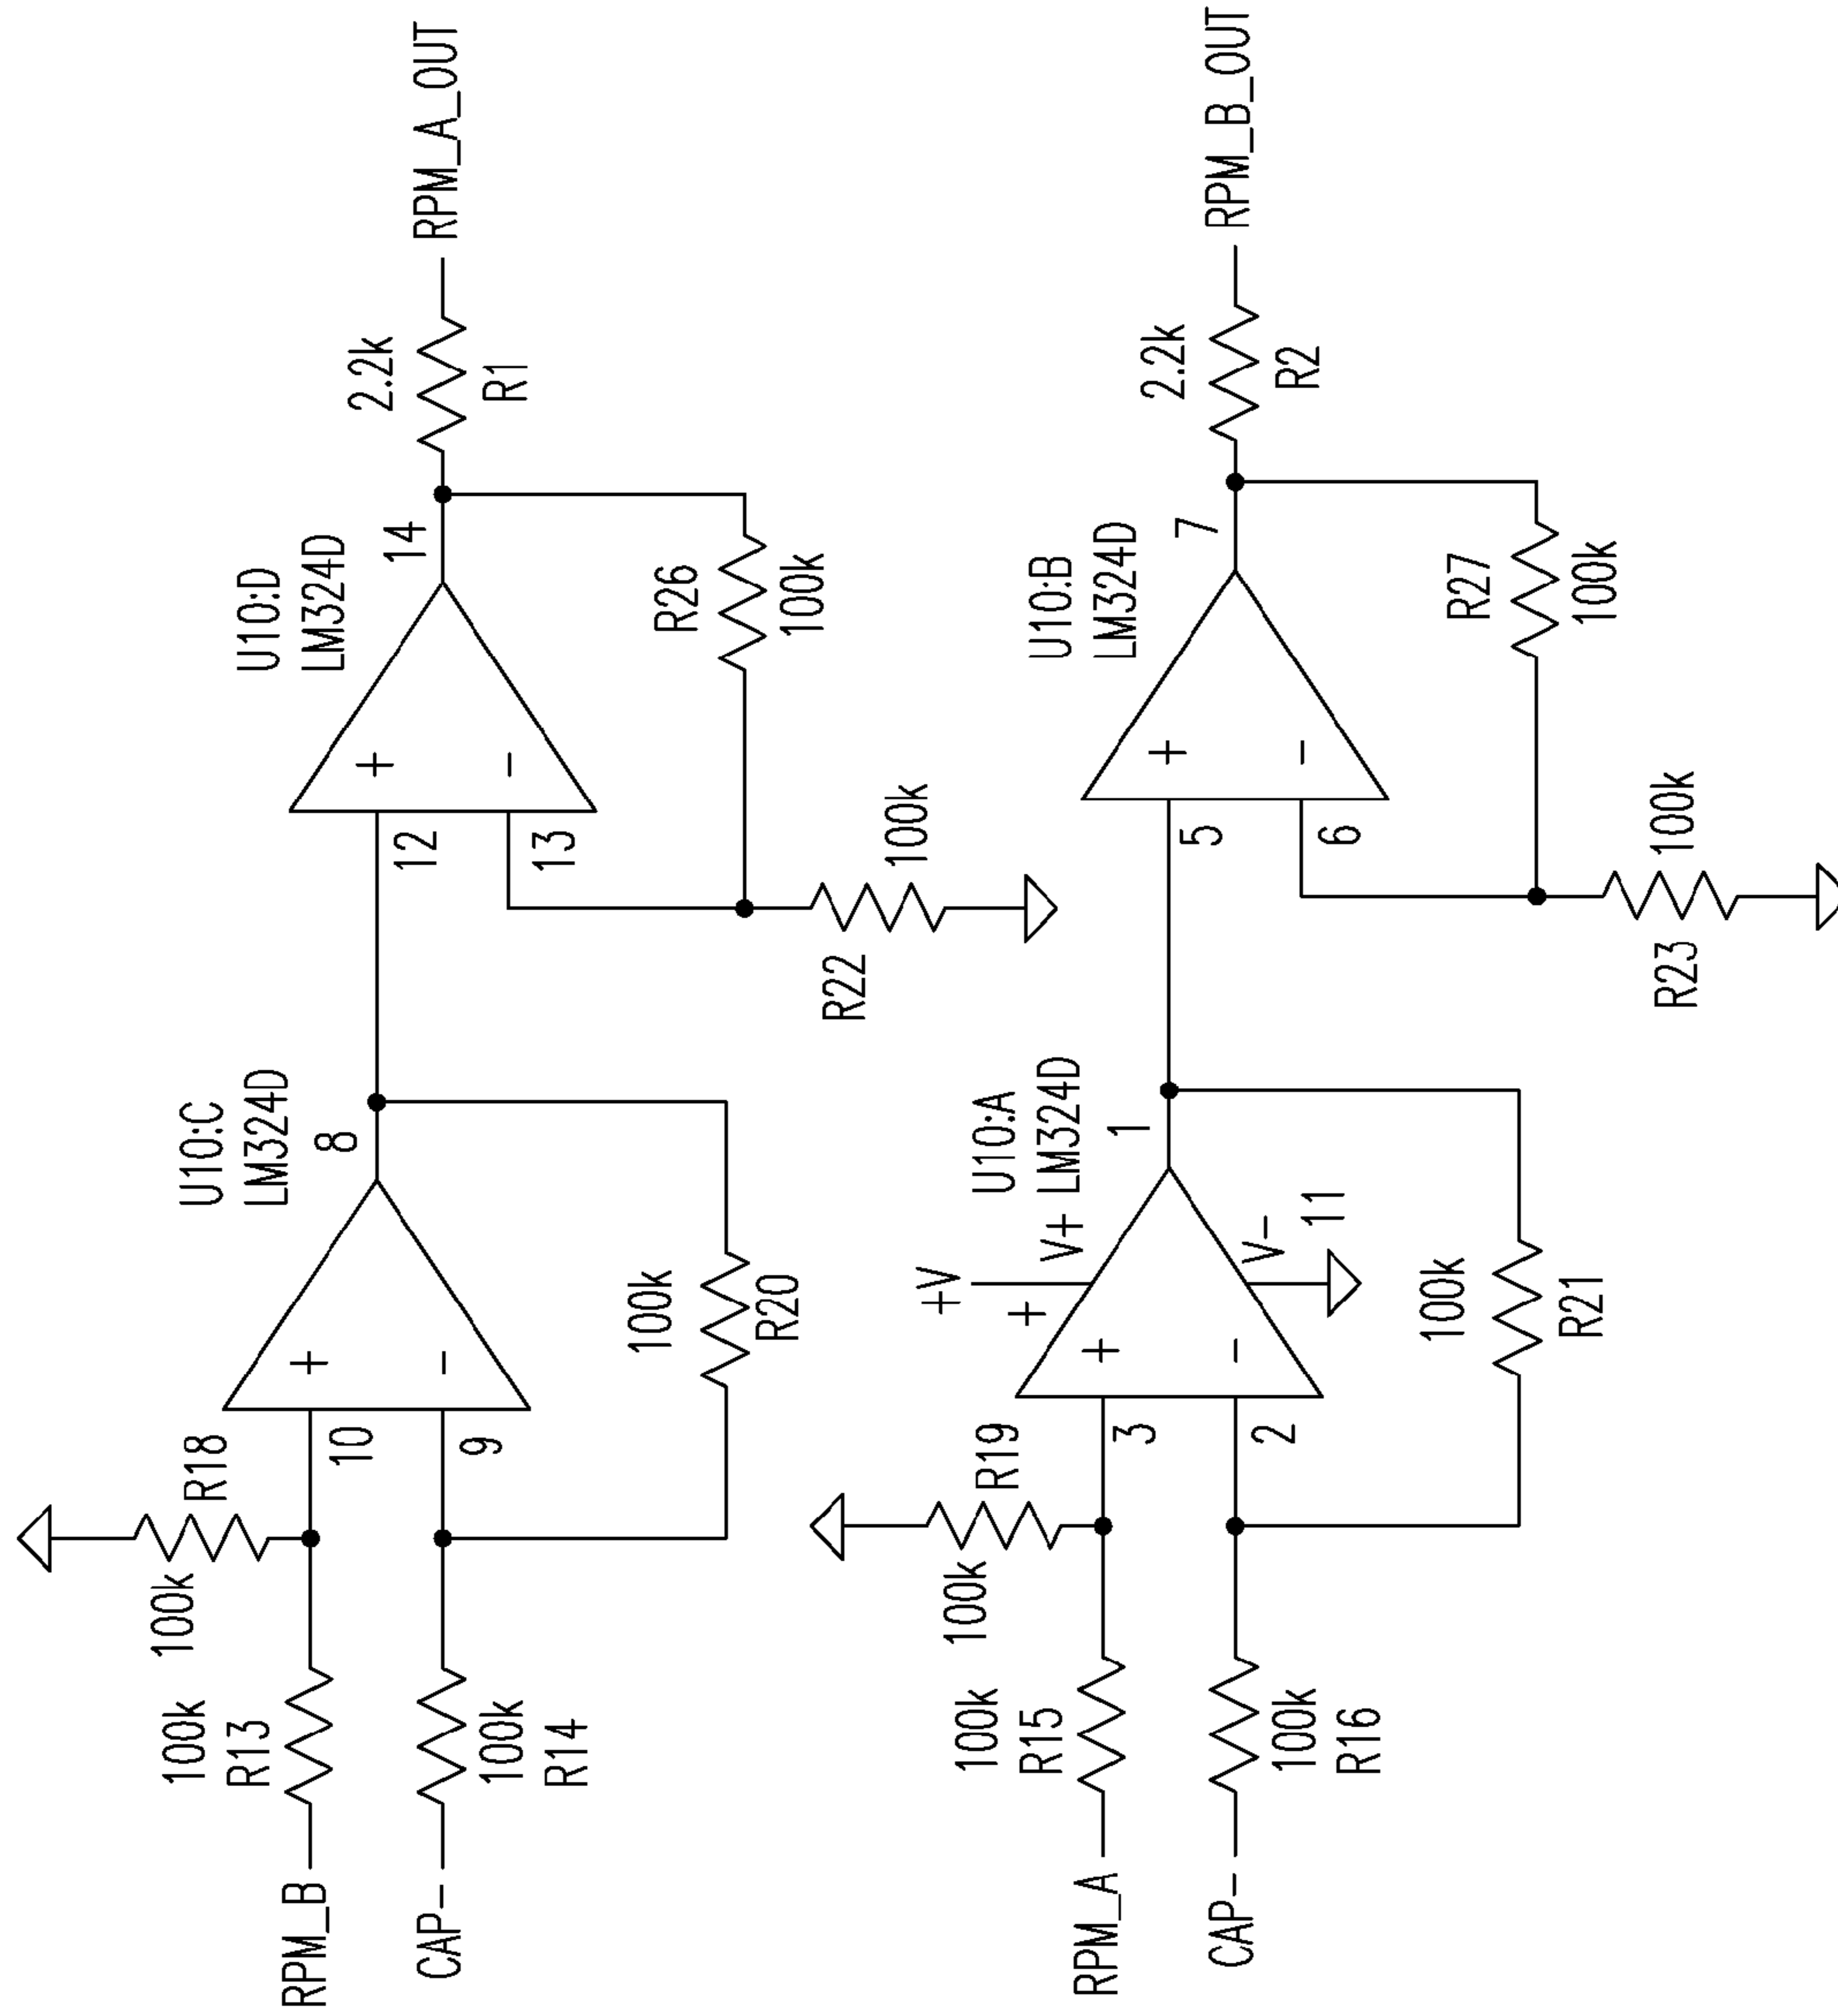 RPM_B
CAP-
100k
R13
100k
R14
100k
R18
10
9
+
-
U10:C
LM324D
8
100k
R20
12
13
+
-
U10:D
LM324D
14
R22
100k
R26
100k
2.2k
R1
RPM_A_OUT
RPM_A
CAP-
100k
R15
100k
R16
100k
R19
3
2
+
-
+V
+
V+
V-
11
U10:A
LM324D
1
100k
R21
5
6
+
-
U10:B
LM324D
7
R23
100k
R27
100k
2.2k
R2
RPM_B_OUT